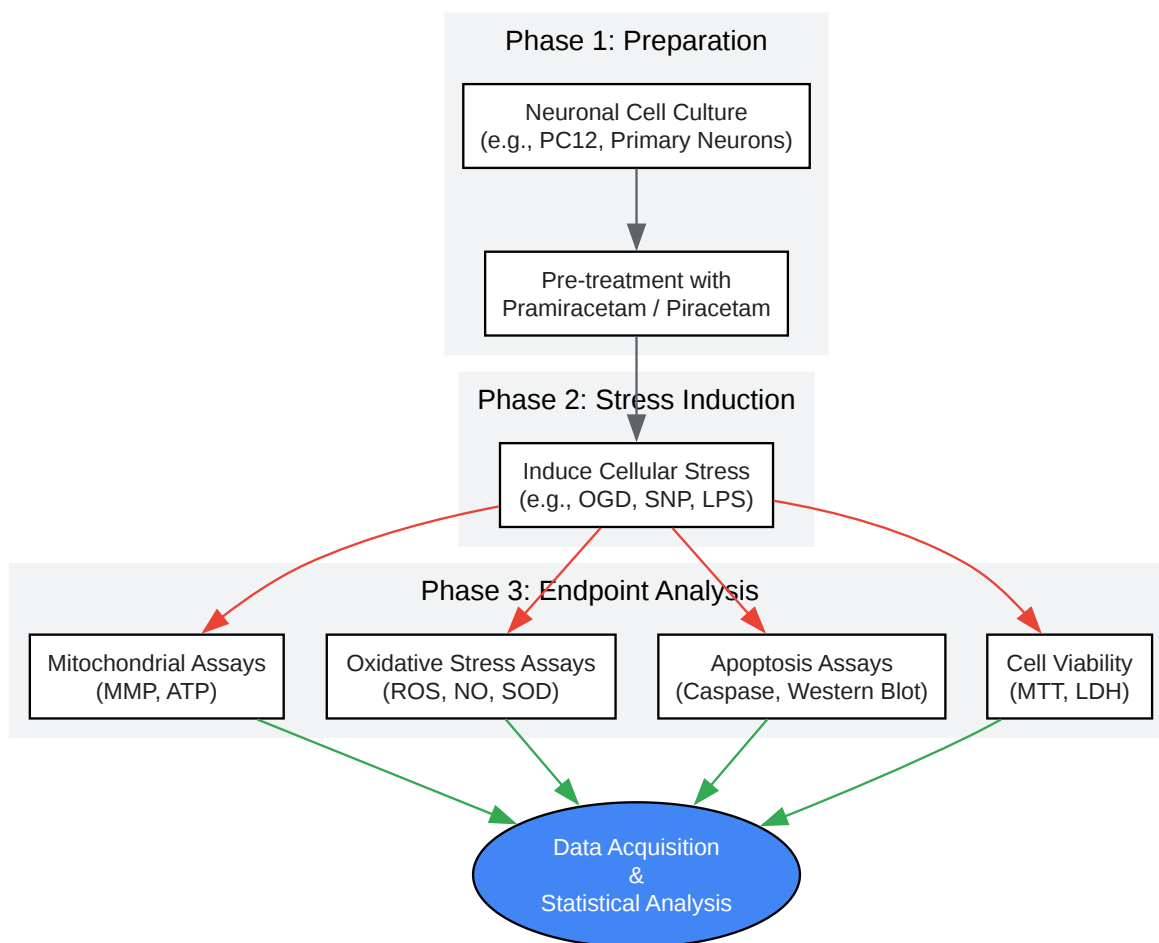 Phase 1: Preparation
Neuronal Cell Culture
(e.g., PC12, Primary Neurons)
Pre-treatment with
Pramiracetam / Piracetam
Phase 2: Stress Induction
Induce Cellular Stress
(e.g., OGD, SNP, LPS)
Phase 3: Endpoint Analysis
Mitochondrial Assays
(MMP, ATP)
Oxidative Stress Assays
(ROS, NO, SOD)
Apoptosis Assays
(Caspase, Western Blot)
Cell Viability
(MTT, LDH)
Data Acquisition
&
Statistical Analysis